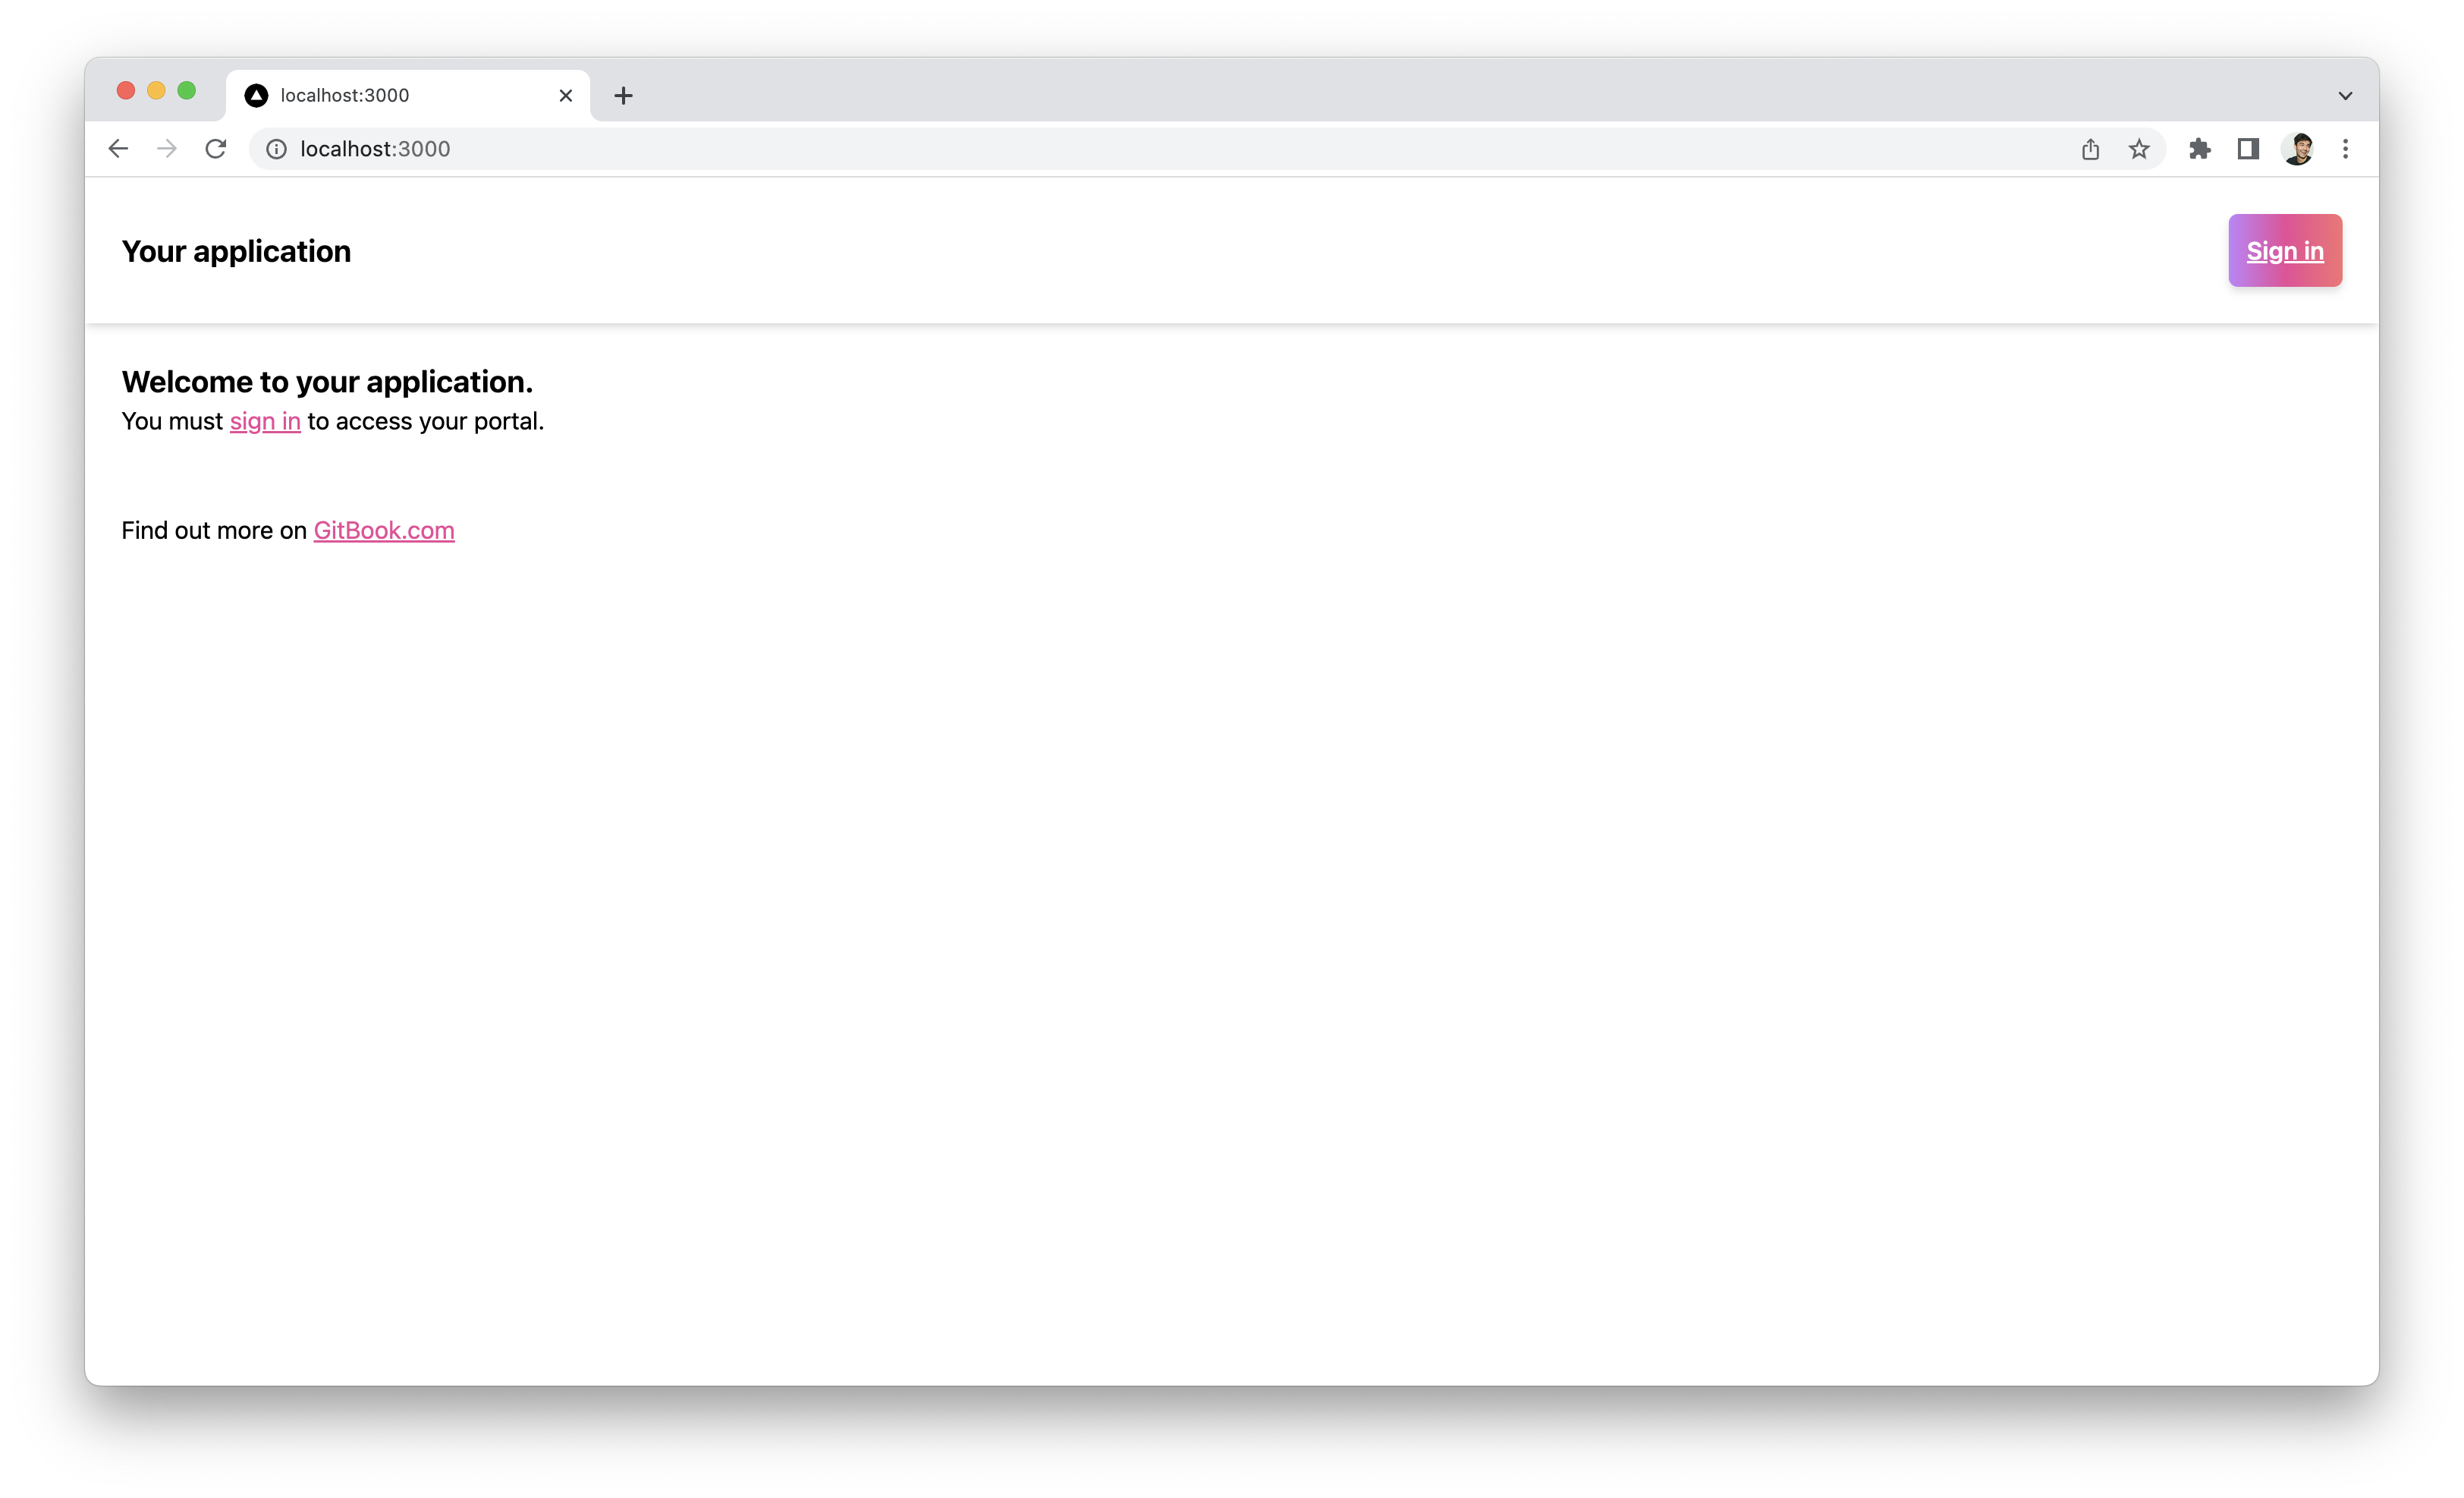 localhost:3000
localhost:3000
Your application
Sign in
Welcome to your application.
You must sign in to access your portal.
Find out more on GitBook.com